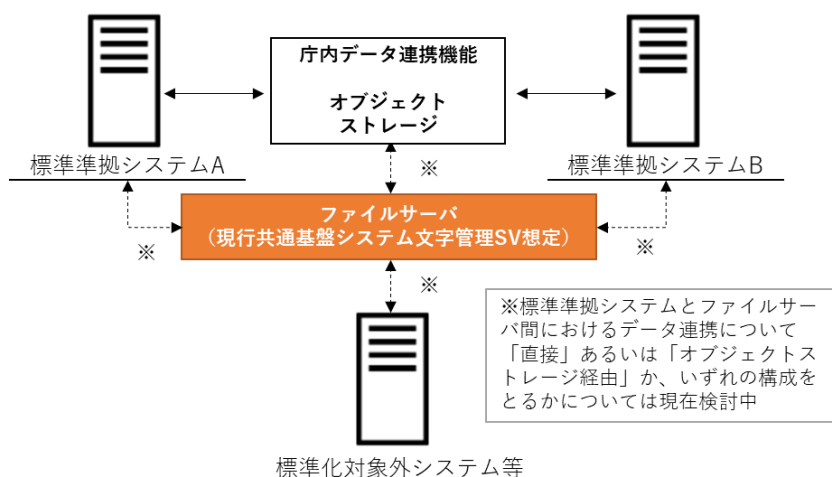 庁内データ連携機能
オブジェクト
ストレージ
標準準拠システムA
標準準拠システムB
※
ファイルサーバ
（現行共通基盤システム文字管理SV想定）
※
※
※
※標準準拠システムとファイルサー
バ間におけるデータ連携について
「直接」あるいは「オブジェクトス
トレージ経由」か、いずれの構成を
とるかについては現在検討中
標準化対象外システム等